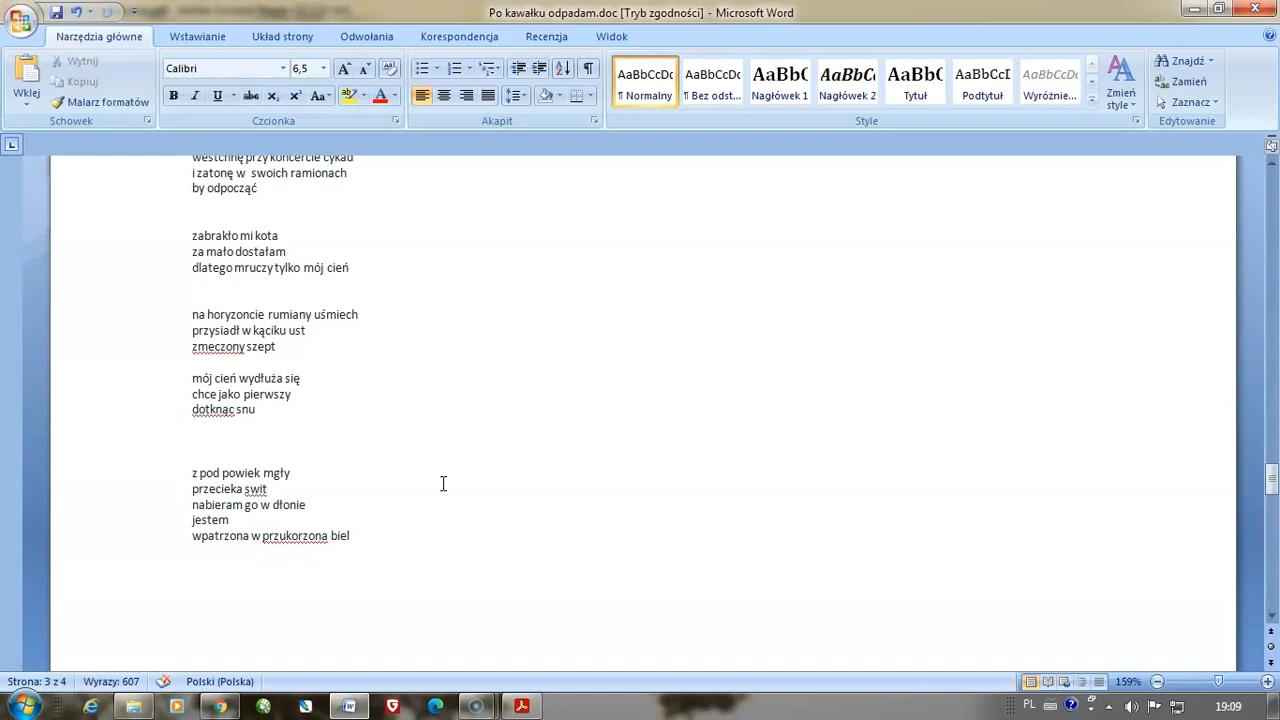 Po kawałku odpadam.doc [Tryb zgodności] - Microsoft Word
Narzędzia główne Wstawianie Układ strony Odwołania Korespondencja Recenzja Widok
Wklej
Wytnij
Kopiuj
Malarz formatów
Schowek
Calibri 6,5
B I U abc x₂ x² Aa
Czcionka
Akapit
AaBbCcDc AaBbCcDc AaBbC AaBbCc AaBbC AaBbCcI AaBbCcDc
¶ Normalny ¶ Bez odst... Nagłówek 1 Nagłówek 2 Tytuł Podtytuł Wyróżnie...
Zmień style
Style
Znajdź
Zamień
Zaznacz
Edytowanie
westchnę przy koncercie cykad
i zatonę w swoich ramionach
by odpocząć
zabrakło mi kota
za mało dostałam
dlatego mruczy tylko mój cień
na horyzoncie rumiany uśmiech
przysiadł w kąciku ust
zmeczony szept
mój cień wydłuża się
chce jako pierwszy
dotknąc snu
z pod powiek mgły
przecieka swit
nabieram go w dłonie
jestem
wpatrzona w przukorzona biel
Strona: 3 z 4 Wyrazy: 607 Polski (Polska) 159%
PL 19:09